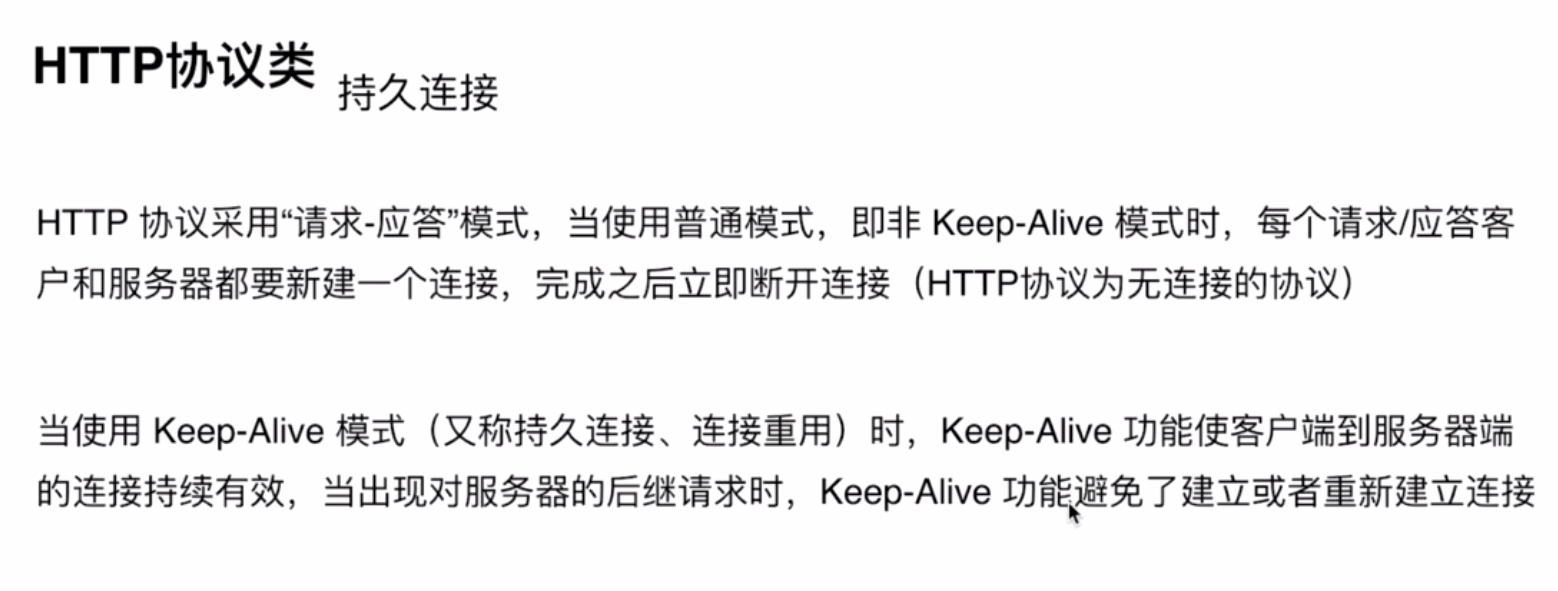 HTTP协议类 持久连接
HTTP 协议采用“请求-应答”模式，当使用普通模式，即非 Keep-Alive 模式时，每个请求/应答客
户和服务器都要新建一个连接，完成之后立即断开连接（HTTP协议为无连接的协议）
当使用 Keep-Alive 模式（又称持久连接、连接重用）时，Keep-Alive 功能使客户端到服务器端
的连接持续有效，当出现对服务器的后继请求时，Keep-Alive 功能避免了建立或者重新建立连接